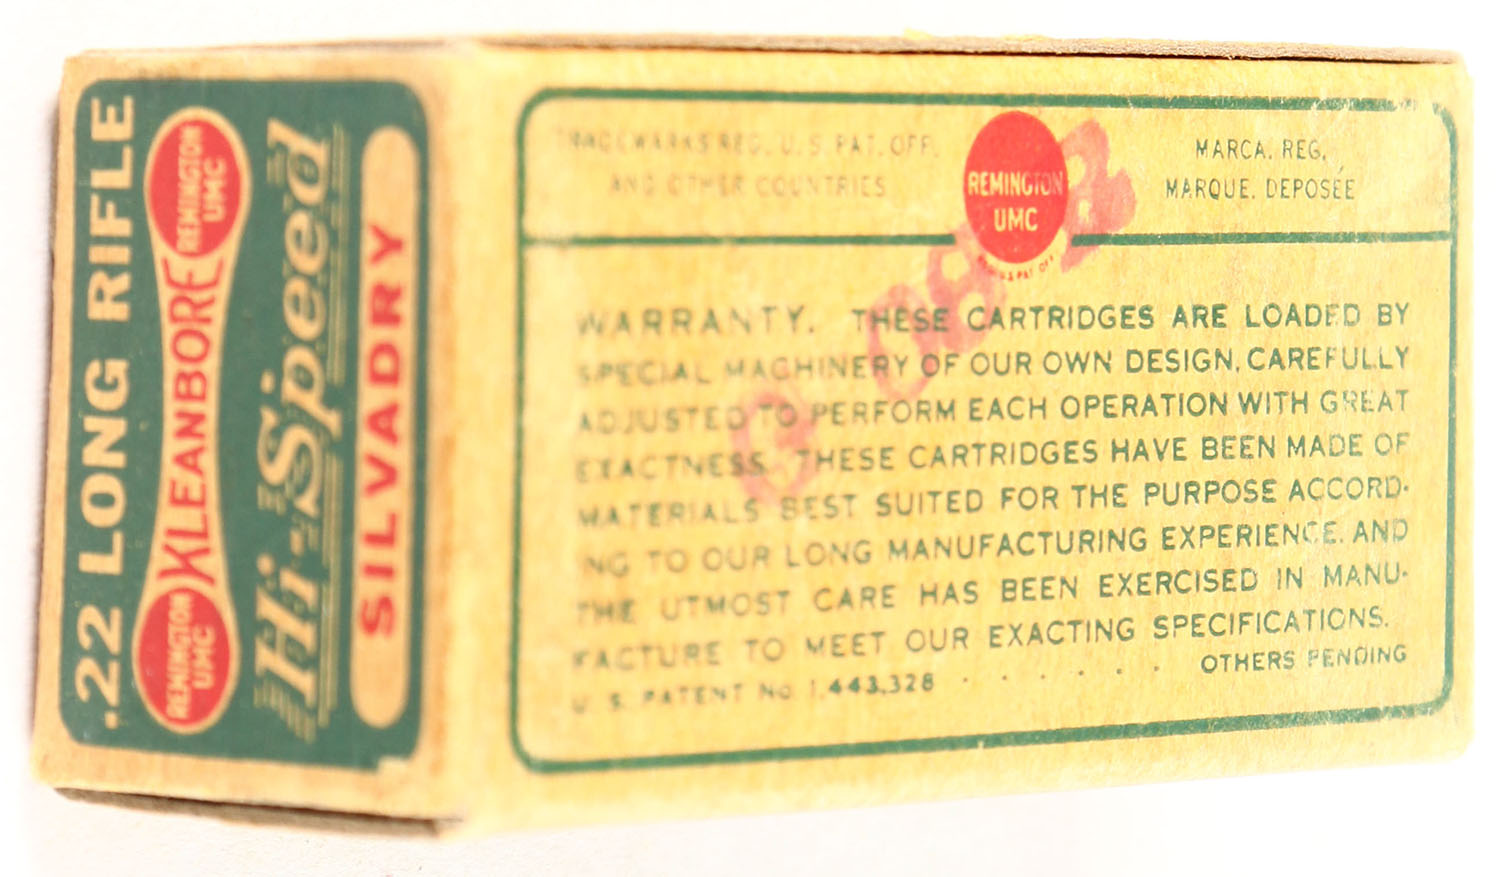 .22 LONG RIFLE
REMINGTON
UMC
KLEANBORE
REMINGTON
UMC
Hi-Speed
SILVADRY
TRADEMARKS REG. U.S. PAT. OFF.
AND OTHER COUNTRIES
REMINGTON
UMC
MARCA. REG.
MARQUE. DEPOSÉE
WARRANTY. THESE CARTRIDGES ARE LOADED BY
SPECIAL MACHINERY OF OUR OWN DESIGN, CAREFULLY
ADJUSTED TO PERFORM EACH OPERATION WITH GREAT
EXACTNESS. THESE CARTRIDGES HAVE BEEN MADE OF
MATERIALS BEST SUITED FOR THE PURPOSE ACCORD-
ING TO OUR LONG MANUFACTURING EXPERIENCE, AND
THE UTMOST CARE HAS BEEN EXERCISED IN MANU-
FACTURE TO MEET OUR EXACTING SPECIFICATIONS.
U. S. PATENT No. 1,443,328 . . . . . . OTHERS PENDING